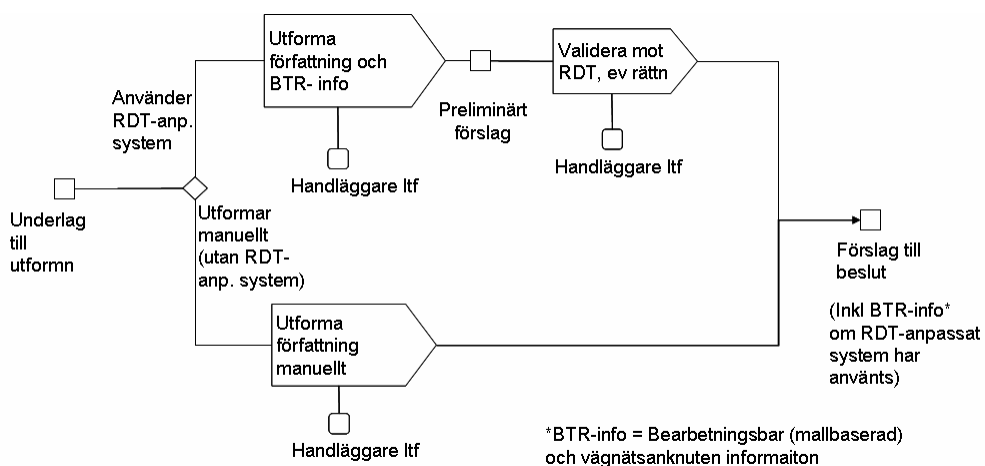 Utforma
författning och
BTR- info
Validera mot
RDT, ev rättn
Använder
RDT-anp.
system
Preliminärt
förslag
Handläggare ltf
Handläggare ltf
Underlag
till
utformn
Utformar
manuellt
(utan RDT-
anp. system)
Förslag till
beslut
(Inkl BTR-info*
om RDT-anpassat
system har
använts)
Utforma
författning
manuellt
Handläggare ltf
*BTR-info = Bearbetningsbar (mallbaserad)
och vägnätsanknuten informaiton